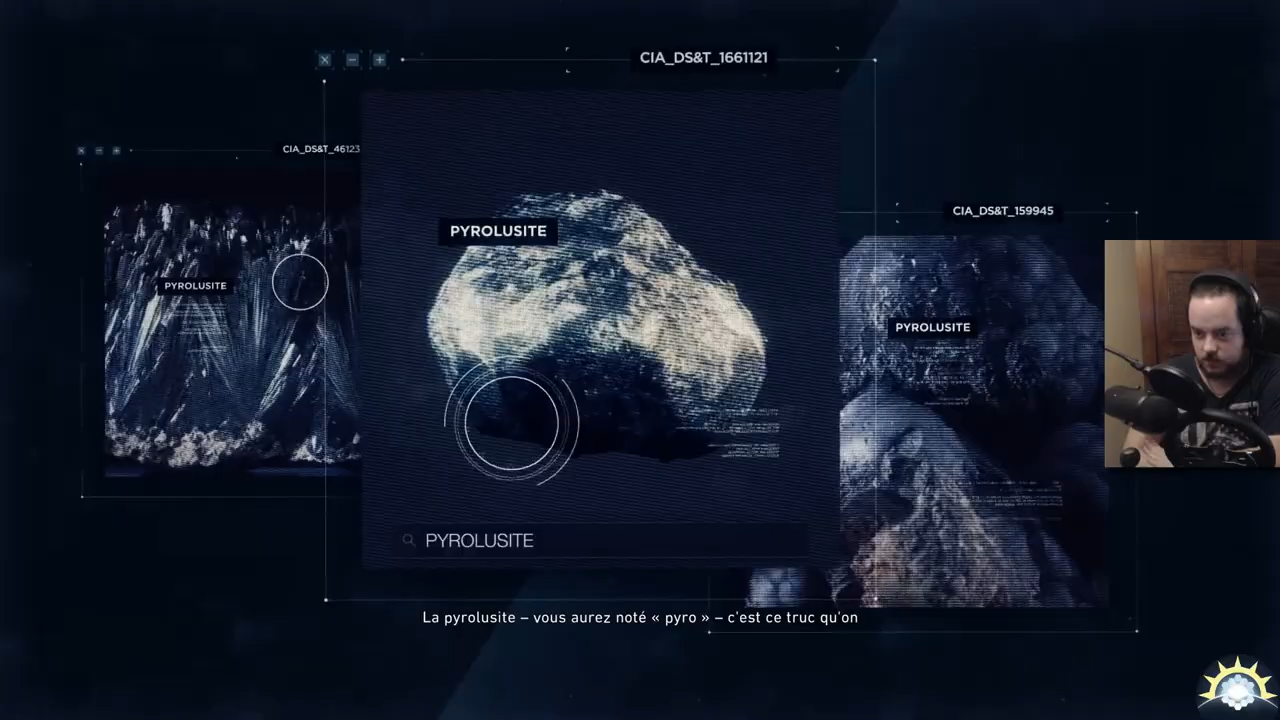 CIA_DS&T_1661121
CIA_DS&T_46123
CIA_DS&T_159945
PYROLUSITE
PYROLUSITE
PYROLUSITE
PYROLUSITE
La pyrolusite – vous aurez noté « pyro » – c'est ce truc qu'on